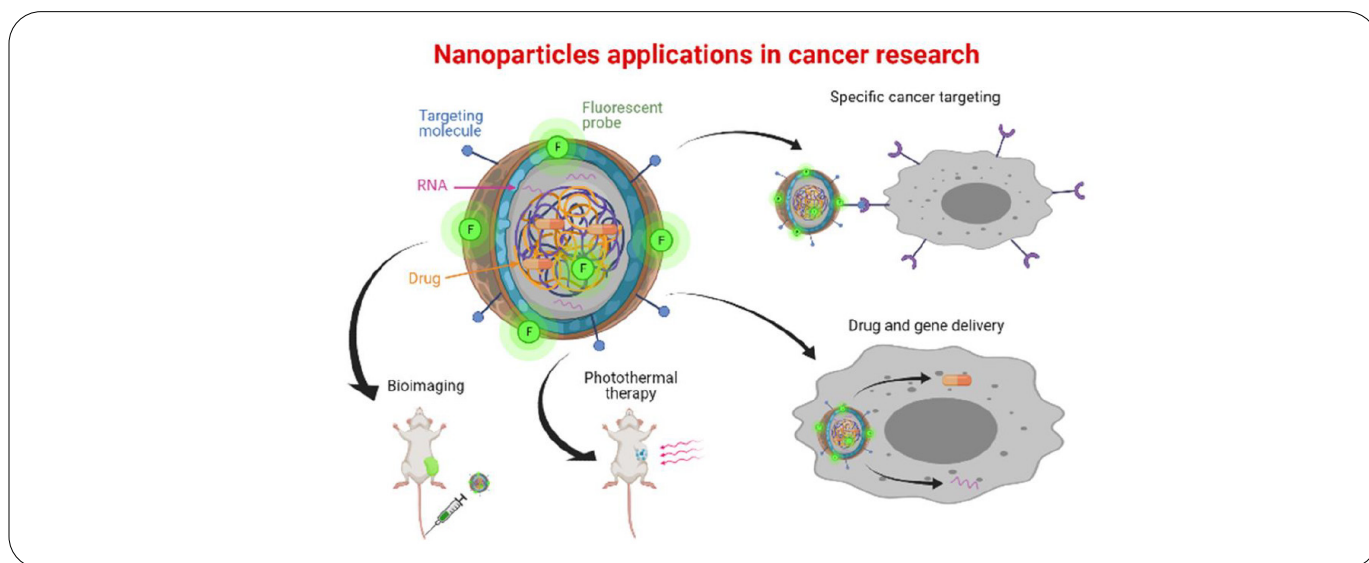 Nanoparticles applications in cancer research
Specific cancer targeting
Targeting
molecule
Fluorescent
probe
F
RNA
F
F
Drug
F
F
Drug and gene delivery
Bioimaging
Photothermal
therapy